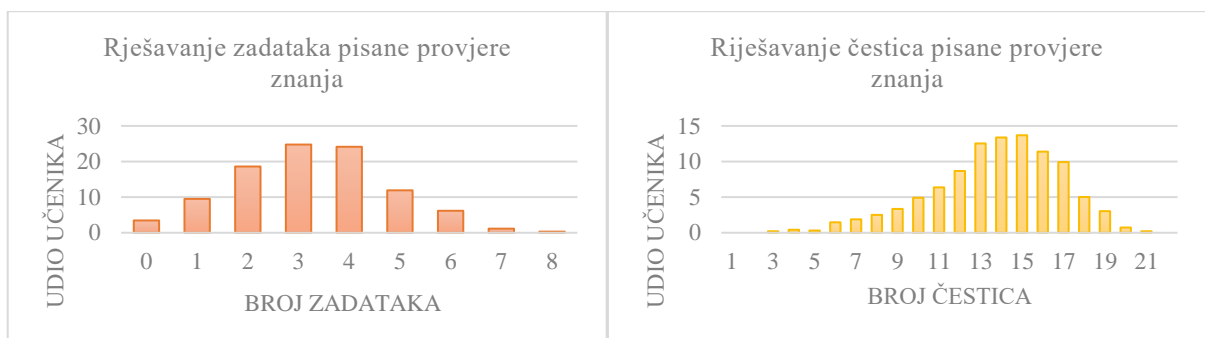 Rješavanje zadataka pisane provjere
znanja
UDIO UČENIKA
30
20
10
0
0 1 2 3 4 5 6 7 8
BROJ ZADATAKA
Riješavanje čestica pisane provjere
znanja
UDIO UČENIKA
15
10
5
0
1 3 5 7 9 11 13 15 17 19 21
BROJ ČESTICA